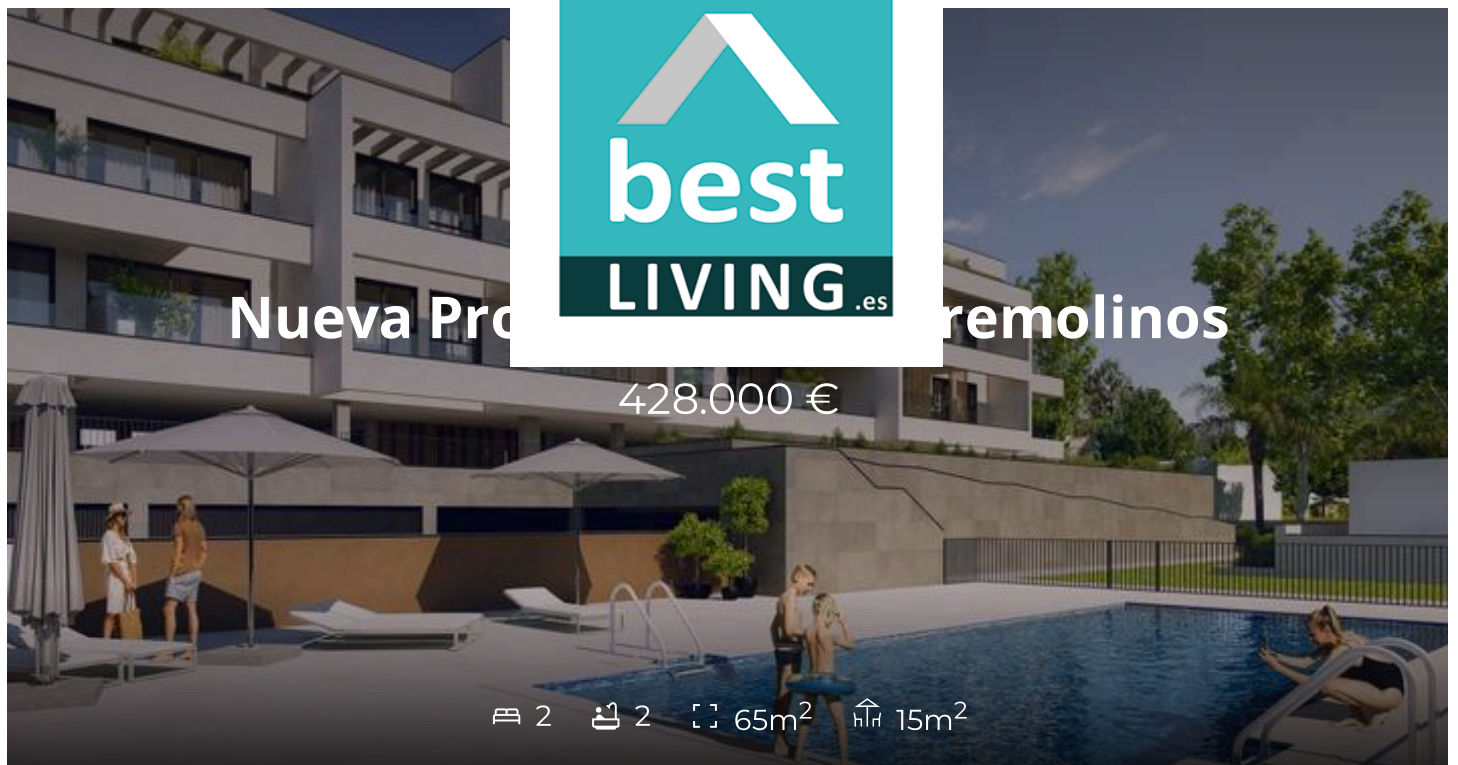 best
LIVING.es
Nueva Pro remolinos
428.000 €
2 2 65m² 15m²